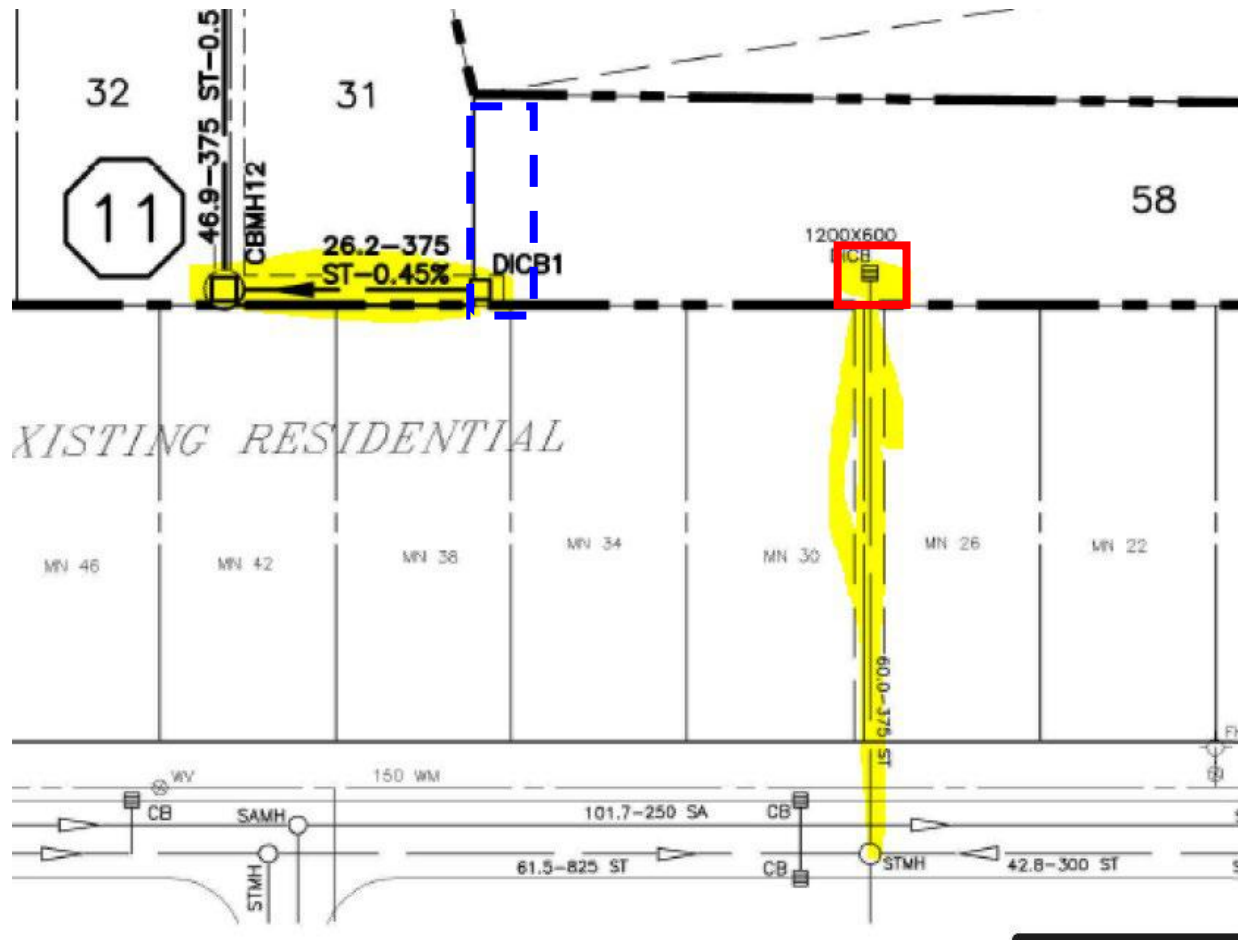 46.9-375 ST-0.5
32
31
11
CBMH12
26.2-375
ST-0.45%
DICB1
58
1200X600
DICB
XISTING RESIDENTIAL
MN 46
MN 42
MN 38
MN 34
MN 30
MN 26
MN 22
60.0-375 ST
WV
150 WM
CB
SAMH
101.7-250 SA
CB
STMH
61.5-825 ST
CB
STMH
42.8-300 ST